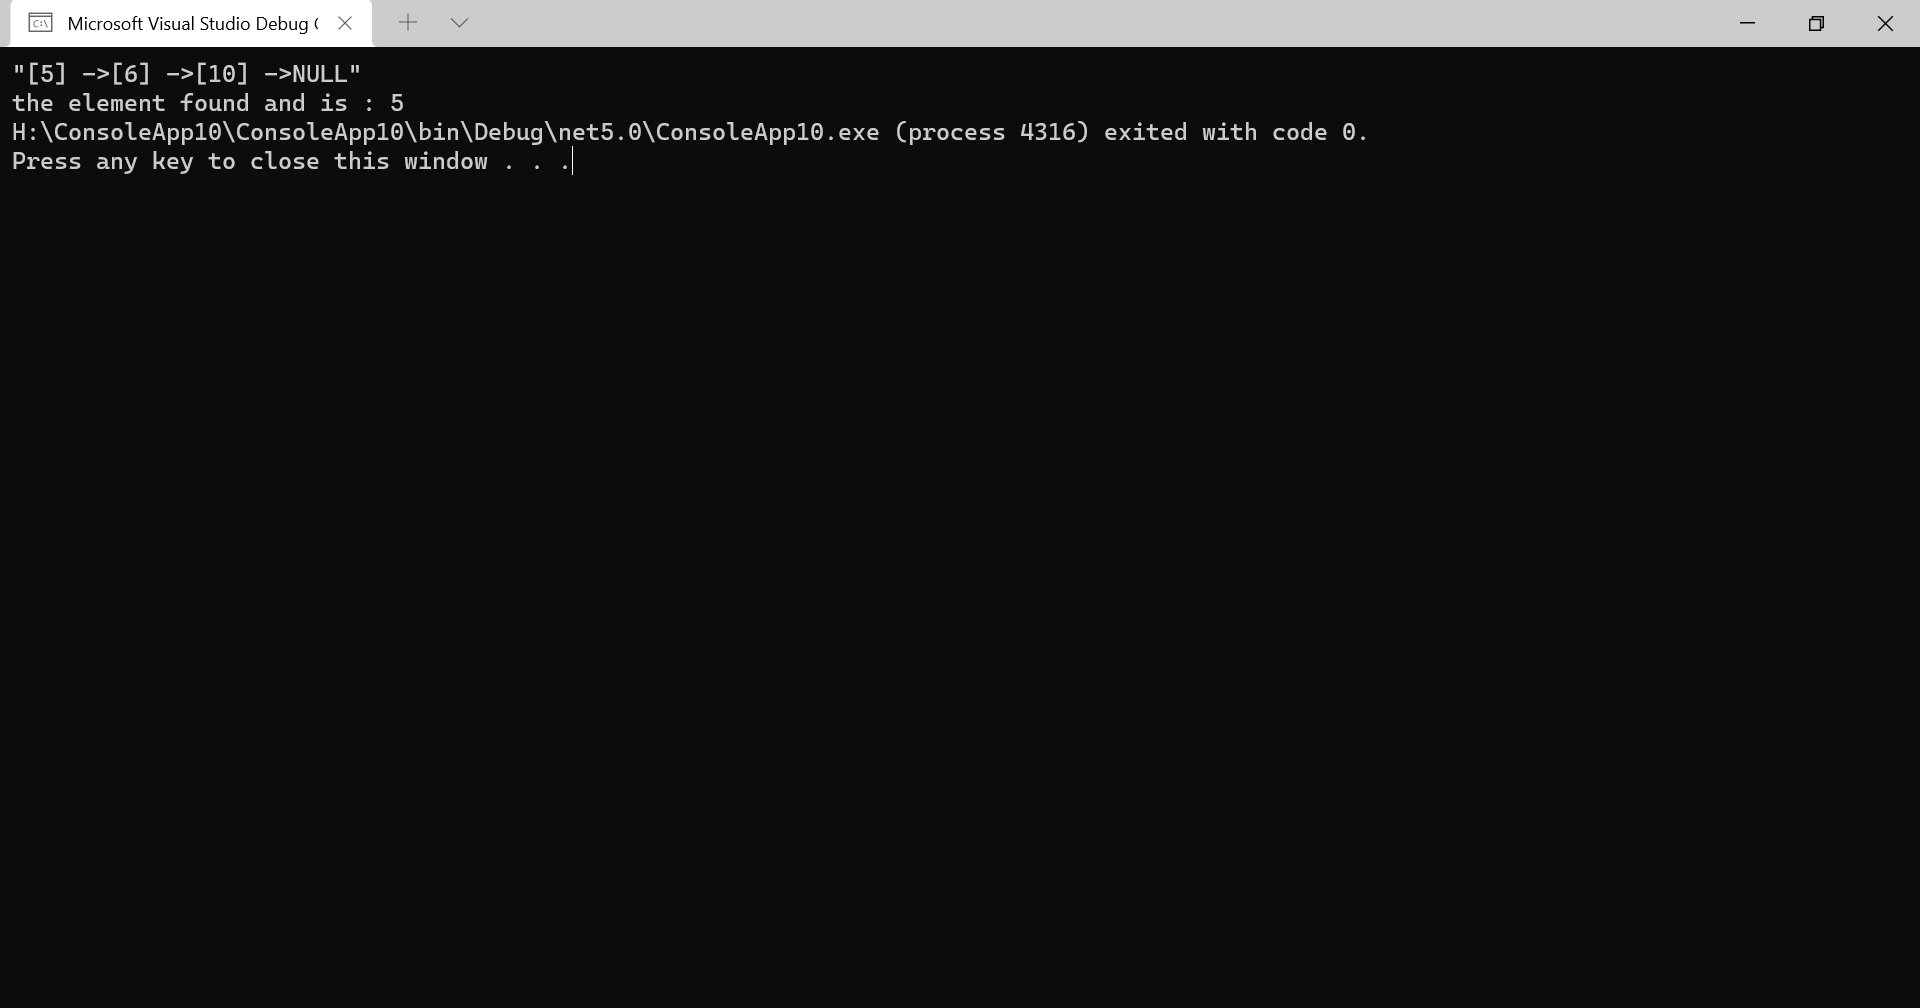 Microsoft Visual Studio Debug
"[5] ->[6] ->[10] ->NULL"
the element found and is : 5
H:\ConsoleApp10\ConsoleApp10\bin\Debug\net5.0\ConsoleApp10.exe (process 4316) exited with code 0.
Press any key to close this window . . .